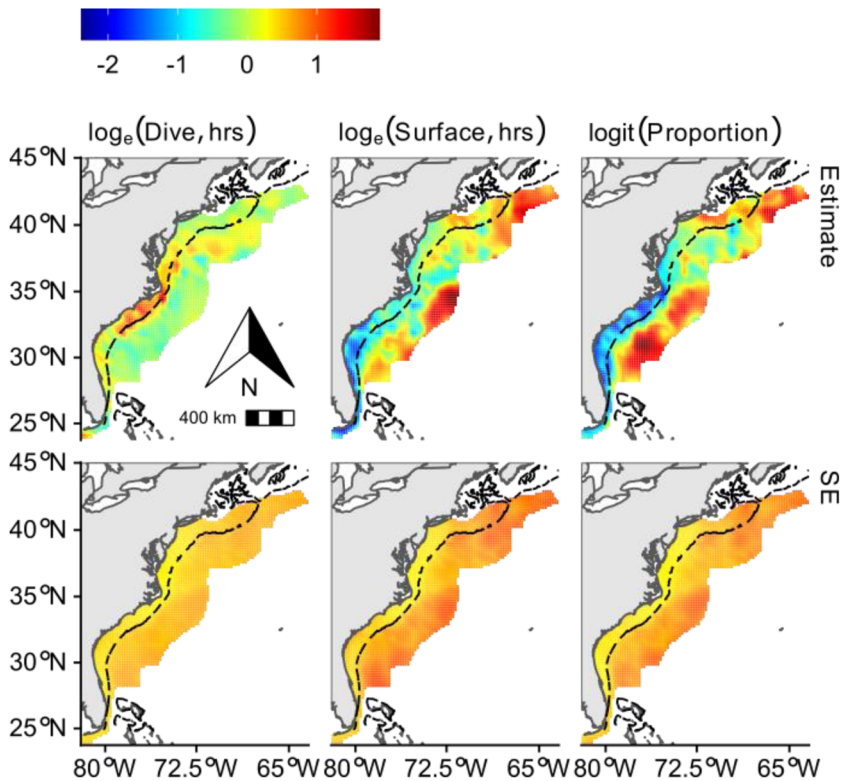 -2 -1 0 1
logₑ(Dive, hrs) logₑ(Surface, hrs) logit(Proportion)
45°N
40°N
35°N
30°N
25°N
Estimate
N
400 km
45°N
40°N
35°N
30°N
25°N
SE
80°W 72.5°W 65°W 80°W 72.5°W 65°W 80°W 72.5°W 65°W